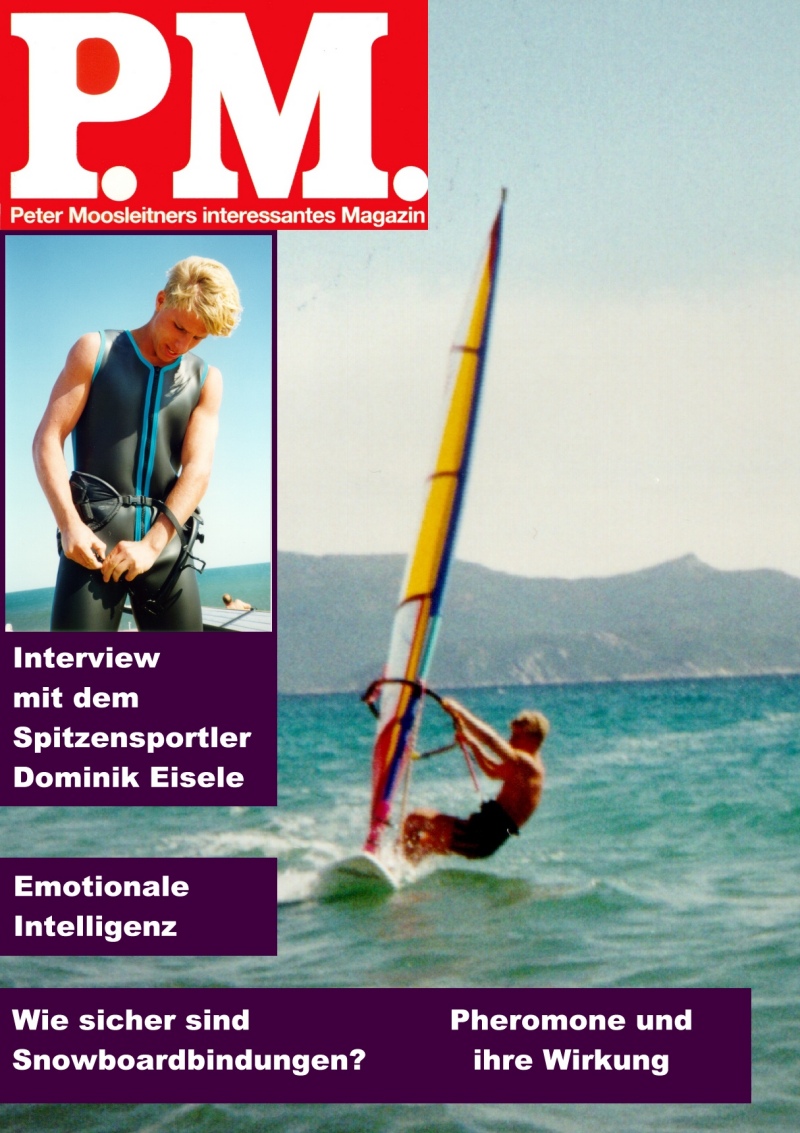 P.M.
Peter Moosleitners interessantes Magazin
Interview
mit dem
Spitzensportler
Dominik Eisele
Emotionale
Intelligenz
Wie sicher sind
Snowboardbindungen?
Pheromone und
ihre Wirkung